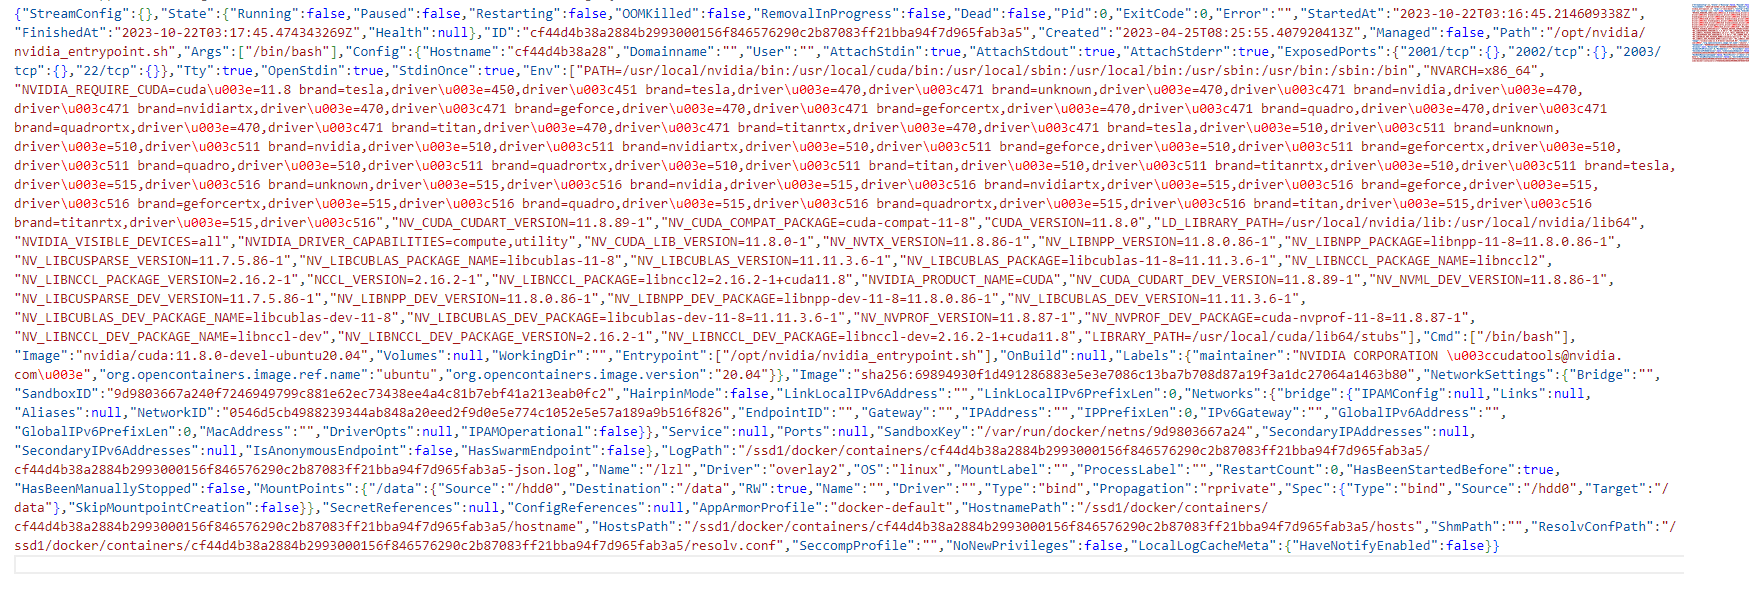 {"StreamConfig":{},"State":{"Running":false,"Paused":false,"Restarting":false,"OOMKilled":false,"RemovalInProgress":false,"Dead":false,"Pid":0,"ExitCode":0,"Error":"","StartedAt":"2023-10-22T03:16:45.214609338Z",
"FinishedAt":"2023-10-22T03:17:45.474343269Z","Health":null},"ID":"cf44d4b38a2884b2993000156f846576290c2b87083ff21bba94f7d965fab3a5","Created":"2023-04-25T08:25:55.407920413Z","Managed":false,"Path":"/opt/nvidia/
nvidia_entrypoint.sh","Args":["/bin/bash"],"Config":{"Hostname":"cf44d4b38a28","Domainname":"","User":"","AttachStdin":true,"AttachStdout":true,"AttachStderr":true,"ExposedPorts":{"2001/tcp":{},"2002/tcp":{},"2003/
tcp":{},"22/tcp":{}},"Tty":true,"OpenStdin":true,"StdinOnce":true,"Env":["PATH=/usr/local/nvidia/bin:/usr/local/cuda/bin:/usr/local/sbin:/usr/local/bin:/usr/sbin:/usr/bin:/sbin:/bin","NVARCH=x86_64",
"NVIDIA_REQUIRE_CUDA=cuda\u003e=11.8 brand=tesla,driver\u003e=450,driver\u003c451 brand=tesla,driver\u003e=470,driver\u003c471 brand=unknown,driver\u003e=470,driver\u003c471 brand=nvidia,driver\u003e=470,
driver\u003c471 brand=nvidiartx,driver\u003e=470,driver\u003c471 brand=geforce,driver\u003e=470,driver\u003c471 brand=geforcertx,driver\u003e=470,driver\u003c471 brand=quadro,driver\u003e=470,driver\u003c471
brand=quadrortx,driver\u003e=470,driver\u003c471 brand=titan,driver\u003e=470,driver\u003c471 brand=titanrtx,driver\u003e=470,driver\u003c471 brand=tesla,driver\u003e=510,driver\u003c511 brand=unknown,
driver\u003e=510,driver\u003c511 brand=nvidia,driver\u003e=510,driver\u003c511 brand=nvidiartx,driver\u003e=510,driver\u003c511 brand=geforce,driver\u003e=510,driver\u003c511 brand=geforcertx,driver\u003e=510,
driver\u003c511 brand=quadro,driver\u003e=510,driver\u003c511 brand=quadrortx,driver\u003e=510,driver\u003c511 brand=titan,driver\u003e=510,driver\u003c511 brand=titanrtx,driver\u003e=510,driver\u003c511 brand=tesla,
driver\u003e=515,driver\u003c516 brand=unknown,driver\u003e=515,driver\u003c516 brand=nvidia,driver\u003e=515,driver\u003c516 brand=nvidiartx,driver\u003e=515,driver\u003c516 brand=geforce,driver\u003e=515,
driver\u003c516 brand=geforcertx,driver\u003e=515,driver\u003c516 brand=quadro,driver\u003e=515,driver\u003c516 brand=quadrortx,driver\u003e=515,driver\u003c516 brand=titan,driver\u003e=515,driver\u003c516
brand=titanrtx,driver\u003e=515,driver\u003c516","NV_CUDA_CUDART_VERSION=11.8.89-1","NV_CUDA_COMPAT_PACKAGE=cuda-compat-11-8","CUDA_VERSION=11.8.0","LD_LIBRARY_PATH=/usr/local/nvidia/lib:/usr/local/nvidia/lib64",
"NVIDIA_VISIBLE_DEVICES=all","NVIDIA_DRIVER_CAPABILITIES=compute,utility","NV_CUDA_LIB_VERSION=11.8.0-1","NV_NVTX_VERSION=11.8.86-1","NV_LIBNPP_VERSION=11.8.0.86-1","NV_LIBNPP_PACKAGE=libnpp-11-8=11.8.0.86-1",
"NV_LIBCUSPARSE_VERSION=11.7.5.86-1","NV_LIBCUBLAS_PACKAGE_NAME=libcublas-11-8","NV_LIBCUBLAS_VERSION=11.11.3.6-1","NV_LIBCUBLAS_PACKAGE=libcublas-11-8=11.11.3.6-1","NV_LIBNCCL_PACKAGE_NAME=libnccl2",
"NV_LIBNCCL_PACKAGE_VERSION=2.16.2-1","NCCL_VERSION=2.16.2-1","NV_LIBNCCL_PACKAGE=libnccl2=2.16.2-1+cuda11.8","NVIDIA_PRODUCT_NAME=CUDA","NV_CUDA_CUDART_DEV_VERSION=11.8.89-1","NV_NVML_DEV_VERSION=11.8.86-1",
"NV_LIBCUSPARSE_DEV_VERSION=11.7.5.86-1","NV_LIBNPP_DEV_VERSION=11.8.0.86-1","NV_LIBNPP_DEV_PACKAGE=libnpp-dev-11-8=11.8.0.86-1","NV_LIBCUBLAS_DEV_VERSION=11.11.3.6-1",
"NV_LIBCUBLAS_DEV_PACKAGE_NAME=libcublas-dev-11-8","NV_LIBCUBLAS_DEV_PACKAGE=libcublas-dev-11-8=11.11.3.6-1","NV_NVPROF_VERSION=11.8.87-1","NV_NVPROF_DEV_PACKAGE=cuda-nvprof-11-8=11.8.87-1",
"NV_LIBNCCL_DEV_PACKAGE_NAME=libnccl-dev","NV_LIBNCCL_DEV_PACKAGE_VERSION=2.16.2-1","NV_LIBNCCL_DEV_PACKAGE=libnccl-dev=2.16.2-1+cuda11.8","LIBRARY_PATH=/usr/local/cuda/lib64/stubs"],"Cmd":["/bin/bash"],
"Image":"nvidia/cuda:11.8.0-devel-ubuntu20.04","Volumes":null,"WorkingDir":"","Entrypoint":["/opt/nvidia/nvidia_entrypoint.sh"],"OnBuild":null,"Labels":{"maintainer":"NVIDIA CORPORATION \u003ccudatools@nvidia.
com\u003e","org.opencontainers.image.ref.name":"ubuntu","org.opencontainers.image.version":"20.04"}},"Image":"sha256:69894930f1d491286883e5e3e7086c13ba7b708d87a19f3a1dc27064a1463b80","NetworkSettings":{"Bridge":"",
"SandboxID":"9d9803667a240f7246949799c881e62ec73438ee4a4c81b7ebf41a213eab0fc2","HairpinMode":false,"LinkLocalIPv6Address":"","LinkLocalIPv6PrefixLen":0,"Networks":{"bridge":{"IPAMConfig":null,"Links":null,
"Aliases":null,"NetworkID":"0546d5cb4988239344ab848a20eed2f9d0e5e774c1052e5e57a189a9b516f826","EndpointID":"","Gateway":"","IPAddress":"","IPPrefixLen":0,"IPv6Gateway":"","GlobalIPv6Address":"",
"GlobalIPv6PrefixLen":0,"MacAddress":"","DriverOpts":null,"IPAMOperational":false}},"Service":null,"Ports":null,"SandboxKey":"/var/run/docker/netns/9d9803667a24","SecondaryIPAddresses":null,
"SecondaryIPv6Addresses":null,"IsAnonymousEndpoint":false,"HasSwarmEndpoint":false},"LogPath":"/ssd1/docker/containers/cf44d4b38a2884b2993000156f846576290c2b87083ff21bba94f7d965fab3a5/
cf44d4b38a2884b2993000156f846576290c2b87083ff21bba94f7d965fab3a5-json.log","Name":"/lzl","Driver":"overlay2","OS":"linux","MountLabel":"","ProcessLabel":"","RestartCount":0,"HasBeenStartedBefore":true,
"HasBeenManuallyStopped":false,"MountPoints":{"/data":{"Source":"/hdd0","Destination":"/data","RW":true,"Name":"","Driver":"","Type":"bind","Propagation":"rprivate","Spec":{"Type":"bind","Source":"/hdd0","Target":"/
data"},"SkipMountpointCreation":false}},"SecretReferences":null,"ConfigReferences":null,"AppArmorProfile":"docker-default","HostnamePath":"/ssd1/docker/containers/
cf44d4b38a2884b2993000156f846576290c2b87083ff21bba94f7d965fab3a5/hostname","HostsPath":"/ssd1/docker/containers/cf44d4b38a2884b2993000156f846576290c2b87083ff21bba94f7d965fab3a5/hosts","ShmPath":"","ResolvConfPath":"/
ssd1/docker/containers/cf44d4b38a2884b2993000156f846576290c2b87083ff21bba94f7d965fab3a5/resolv.conf","SeccompProfile":"","NoNewPrivileges":false,"LocalLogCacheMeta":{"HaveNotifyEnabled":false}}